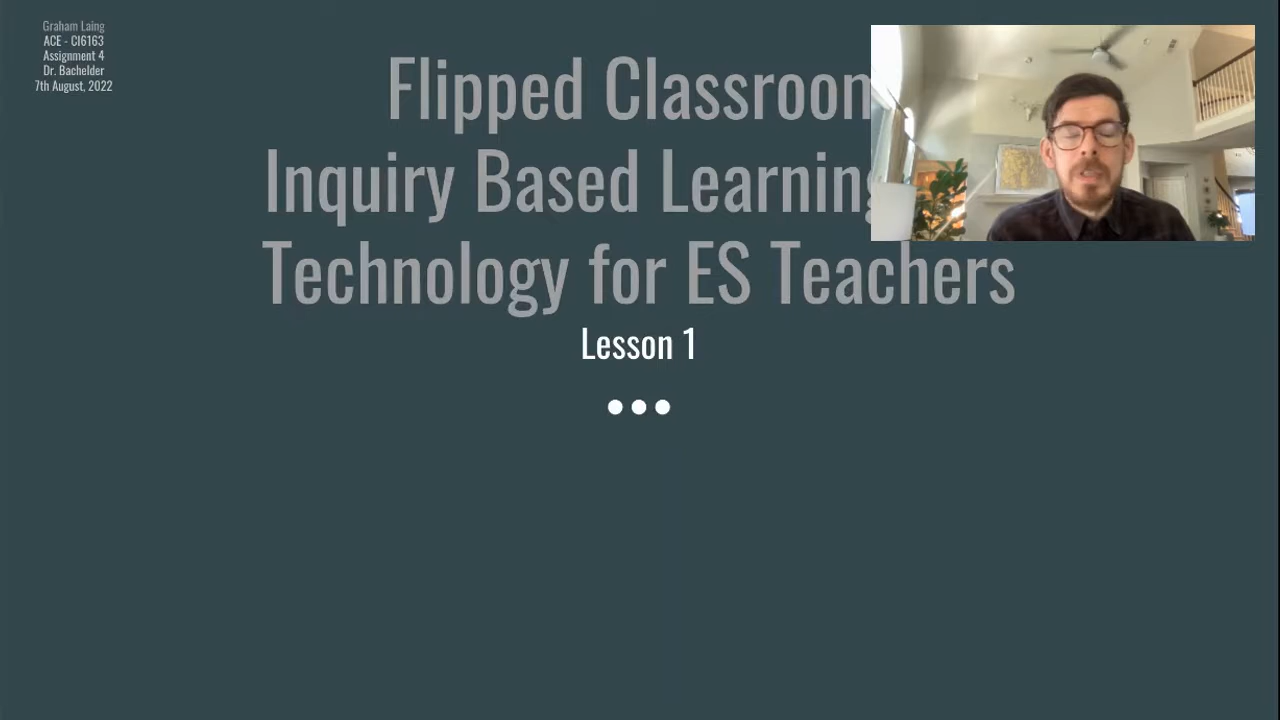 Graham Laing
ACE - CI6163
Assignment 4
Dr. Bachelder
7th August, 2022
Flipped Classroom
Inquiry Based Learning
Technology for ES Teachers
Lesson 1